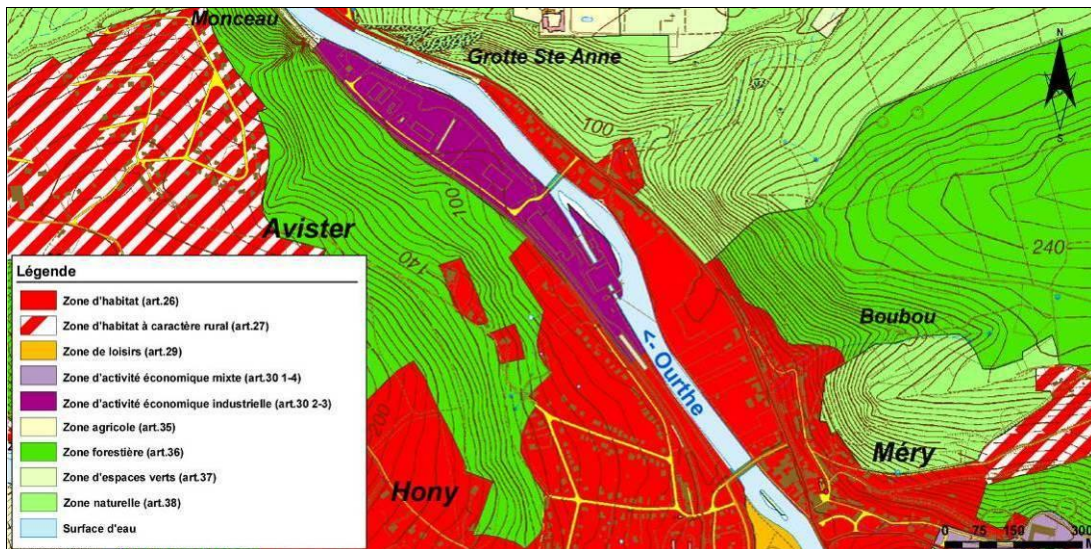 Monceau
Grotte Ste Anne
N
S
100
Avister
100
140
240
Légende
Zone d'habitat (art.26)
Zone d'habitat à caractère rural (art.27)
Zone de loisirs (art.29)
Zone d'activité économique mixte (art.30 1-4)
Zone d'activité économique industrielle (art.30 2-3)
Zone agricole (art.35)
Zone forestière (art.36)
Zone d'espaces verts (art.37)
Zone naturelle (art.38)
Surface d'eau
Boubou
<- Ourthe
200
Méry
Hony
0 75 150 300